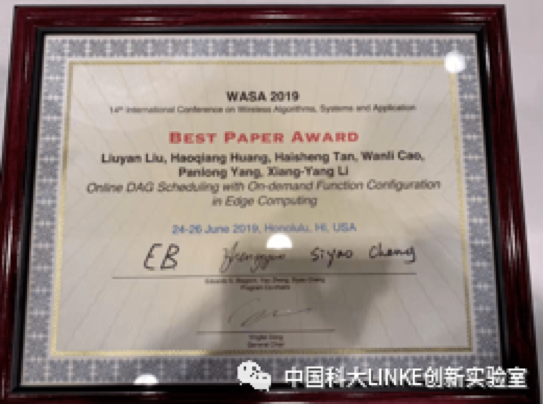 WASA 2019
14th International Conference on Wireless Algorithms, Systems and Application
BEST PAPER AWARD
Liuyan Liu, Haoqiang Huang, Haisheng Tan, Wanli Cao,
Panlong Yang, Xiang-Yang Li
Online DAG Scheduling with On-demand Function Configuration
in Edge Computing
24-26 June 2019, Honolulu, HI, USA
EB Siyao Cheng
Program Co-chairs
General Chair
中国科大LINKE创新实验室